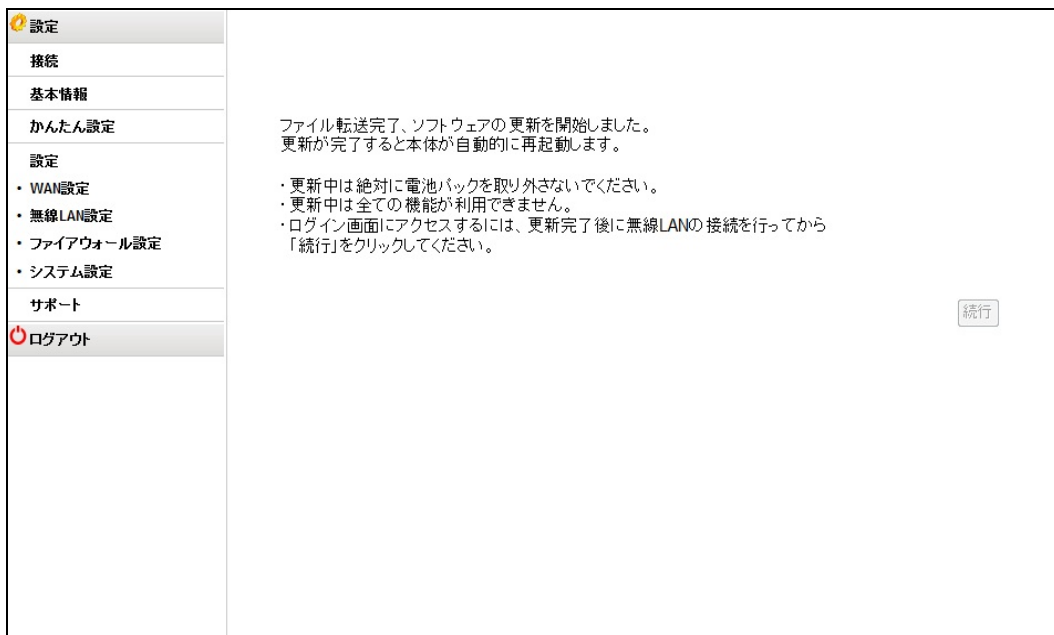 設定
接続
基本情報
かんたん設定
設定
・ WAN設定
・ 無線LAN設定
・ ファイアウォール設定
・ システム設定
サポート
ログアウト
ファイル転送完了、ソフトウェアの更新を開始しました。
更新が完了すると本体が自動的に再起動します。
・更新中は絶対に電池パックを取り外さないでください。
・更新中は全ての機能が利用できません。
・ログイン画面にアクセスするには、更新完了後に無線LANの接続を行ってから
「続行」をクリックしてください。
続行